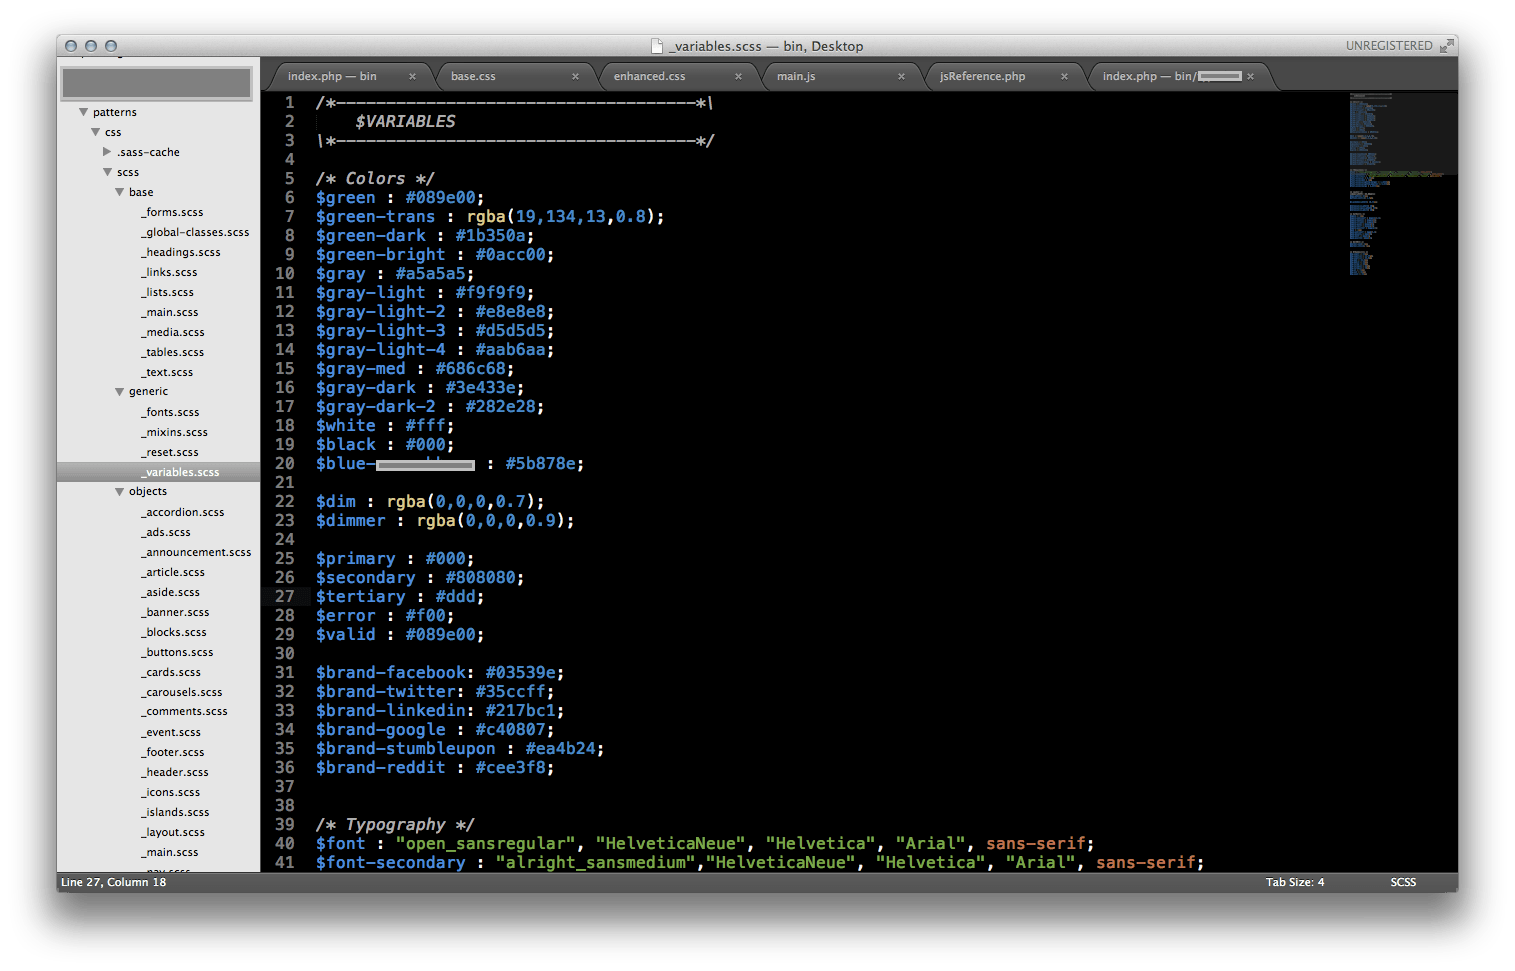 _variables.scss — bin, Desktop
UNREGISTERED
index.php — bin ×
base.css ×
enhanced.css ×
main.js ×
jsReference.php ×
index.php — bin/ ×
patterns
css
.sass-cache
scss
base
_forms.scss
_global-classes.scss
_headings.scss
_links.scss
_lists.scss
_main.scss
_media.scss
_tables.scss
_text.scss
generic
_fonts.scss
_mixins.scss
_reset.scss
_variables.scss
objects
_accordion.scss
_ads.scss
_announcement.scss
_article.scss
_aside.scss
_banner.scss
_blocks.scss
_buttons.scss
_cards.scss
_carousels.scss
_comments.scss
_event.scss
_footer.scss
_header.scss
_icons.scss
_islands.scss
_layout.scss
_main.scss
_nav.scss
1 /*------------------------------------*\
2 $VARIABLES
3 \*------------------------------------*/
4
5 /* Colors */
6 $green : #089e00;
7 $green-trans : rgba(19,134,13,0.8);
8 $green-dark : #1b350a;
9 $green-bright : #0acc00;
10 $gray : #a5a5a5;
11 $gray-light : #f9f9f9;
12 $gray-light-2 : #e8e8e8;
13 $gray-light-3 : #d5d5d5;
14 $gray-light-4 : #aab6aa;
15 $gray-med : #686c68;
16 $gray-dark : #3e433e;
17 $gray-dark-2 : #282e28;
18 $white : #fff;
19 $black : #000;
20 $blue- : #5b878e;
21
22 $dim : rgba(0,0,0,0.7);
23 $dimmer : rgba(0,0,0,0.9);
24
25 $primary : #000;
26 $secondary : #808080;
27 $tertiary : #ddd;
28 $error : #f00;
29 $valid : #089e00;
30
31 $brand-facebook: #03539e;
32 $brand-twitter: #35ccff;
33 $brand-linkedin: #217bc1;
34 $brand-google : #c40807;
35 $brand-stumbleupon : #ea4b24;
36 $brand-reddit : #cee3f8;
37
38
39 /* Typography */
40 $font : "open_sansregular", "HelveticaNeue", "Helvetica", "Arial", sans-serif;
41 $font-secondary : "alright_sansmedium","HelveticaNeue", "Helvetica", "Arial", sans-serif;
Line 27, Column 18
Tab Size: 4
SCSS